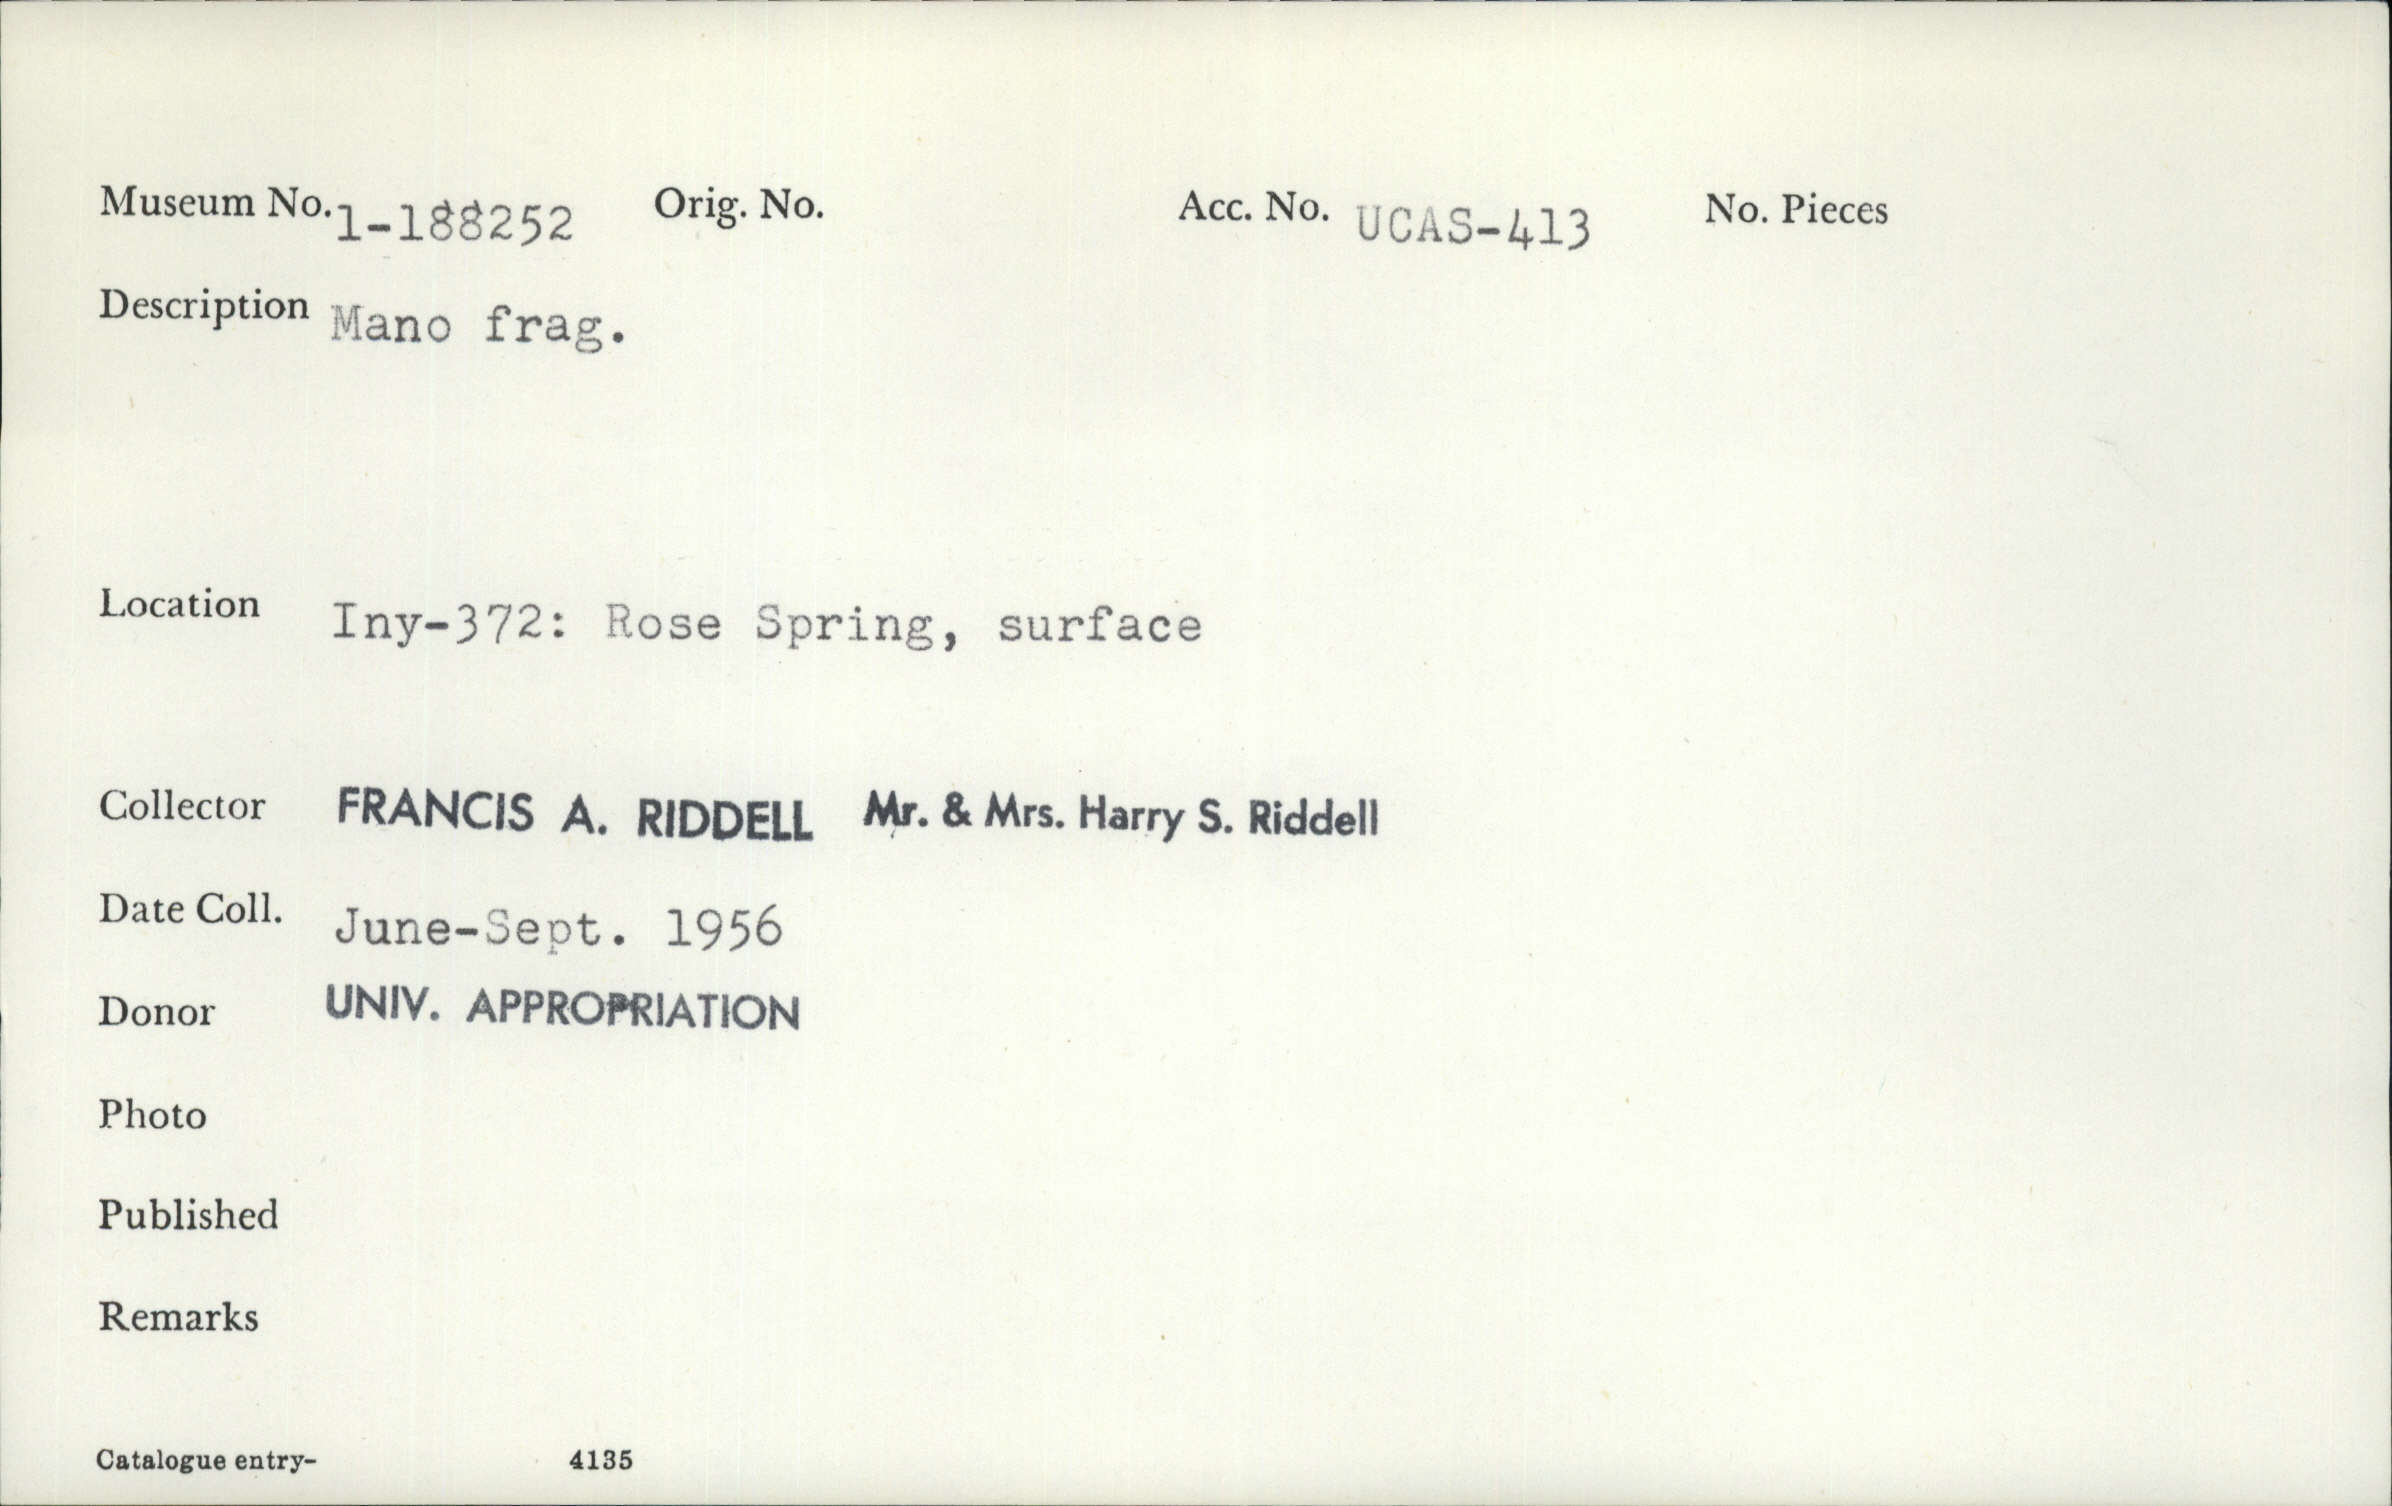 Museum No. 1-188252 Orig. No. Acc. No. UCAS-413 No. Pieces
Description Mano frag.
Location Iny-372: Rose Spring, surface
Collector FRANCIS A. RIDDELL Mr. & Mrs. Harry S. Riddell
Date Coll. June-Sept. 1956
Donor UNIV. APPROPRIATION
Photo
Published
Remarks
Catalogue entry- 4135